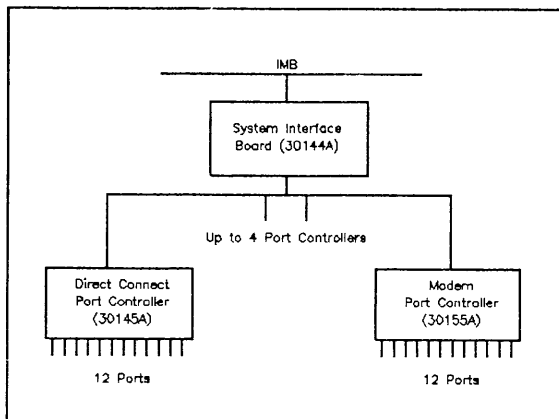 IMB
System Interface
Board (30144A)
Up to 4 Port Controllers
Direct Connect
Port Controller
(30145A)
12 Ports
Modem
Port Controller
(30155A)
12 Ports